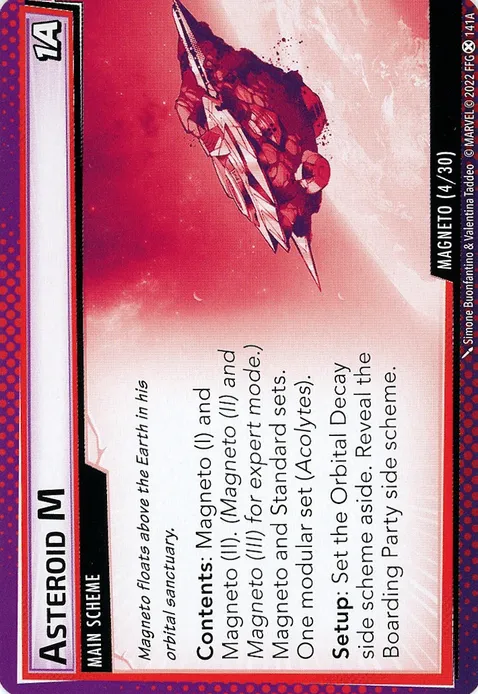 ASTEROID M
1A
MAIN SCHEME
Magneto floats above the Earth in his
orbital sanctuary.
Contents: Magneto (I) and
Magneto (II). (Magneto (II) and
Magneto (III) for expert mode.)
Magneto and Standard sets.
One modular set (Acolytes).
Setup: Set the Orbital Decay
side scheme aside. Reveal the
Boarding Party side scheme.
MAGNETO (4/30)
Simone Buonfantino & Valentina Taddeo © MARVEL © 2022 FFG 141A